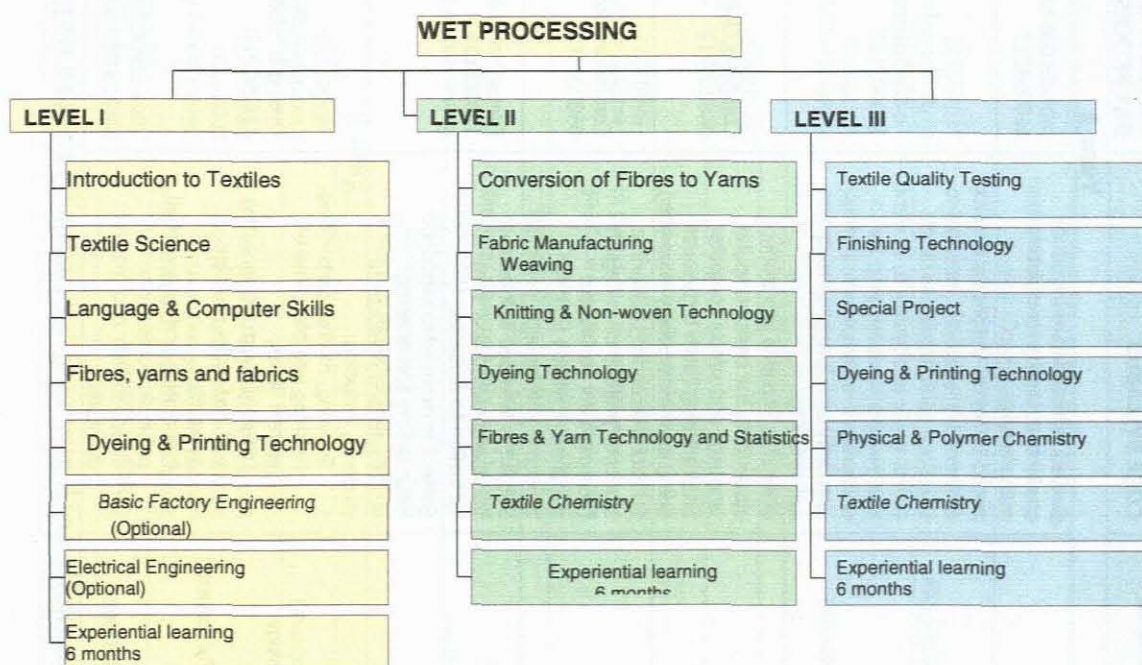 WET PROCESSING
LEVEL I
Introduction to Textiles
Textile Science
Language & Computer Skills
Fibres, yarns and fabrics
Dyeing & Printing Technology
Basic Factory Engineering
(Optional)
Electrical Engineering
(Optional)
Experiential learning
6 months
LEVEL II
Conversion of Fibres to Yarns
Fabric Manufacturing
Weaving
Knitting & Non-woven Technology
Dyeing Technology
Fibres & Yarn Technology and Statistics
Textile Chemistry
Experiential learning
6 months
LEVEL III
Textile Quality Testing
Finishing Technology
Special Project
Dyeing & Printing Technology
Physical & Polymer Chemistry
Textile Chemistry
Experiential learning
6 months